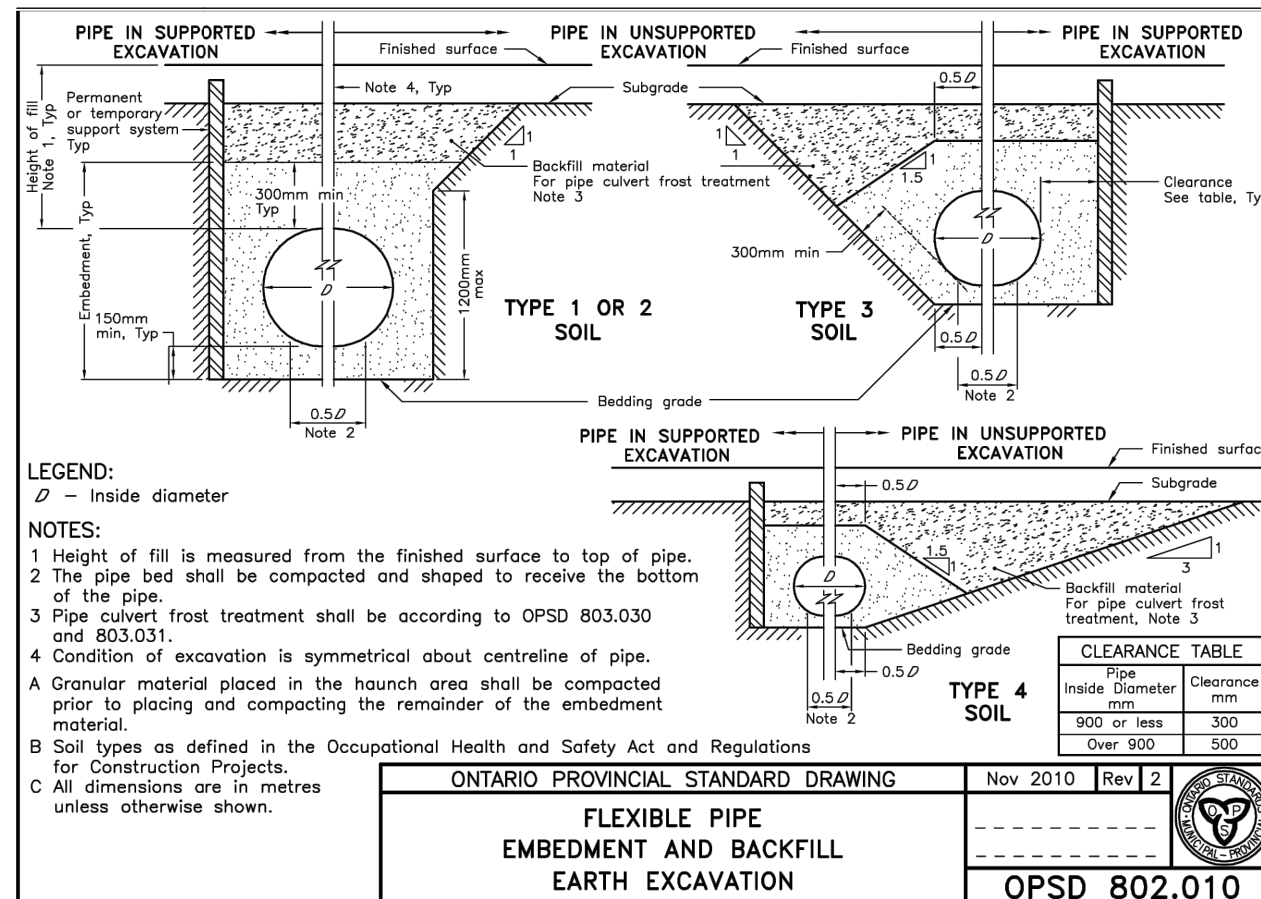 PIPE IN SUPPORTED
EXCAVATION
PIPE IN UNSUPPORTED
EXCAVATION
PIPE IN SUPPORTED
EXCAVATION
Finished surface
Finished surface
Note 4, Typ
Subgrade
0.5D
Height of fill
Note 1, Typ
Permanent
or temporary
support system
Typ
1
1
1
1
Backfill material
For pipe culvert frost treatment
Note 3
1
1.5
Clearance
See table, Ty
300mm min
Typ
Embedment, Typ
300mm min
D
D
1200mm
max
150mm
min, Typ
TYPE 1 OR 2
SOIL
TYPE 3
SOIL
0.5D
0.5D
Note 2
0.5D
Note 2
Bedding grade
PIPE IN SUPPORTED
EXCAVATION
PIPE IN UNSUPPORTED
EXCAVATION
Finished surfac
Subgrade
0.5D
1.5
1
1
3
D
Backfill material
For pipe culvert frost
treatment, Note 3
Bedding grade
0.5D
0.5D
Note 2
TYPE 4
SOIL
LEGEND:
D – Inside diameter
NOTES:
1 Height of fill is measured from the finished surface to top of pipe.
2 The pipe bed shall be compacted and shaped to receive the bottom
of the pipe.
3 Pipe culvert frost treatment shall be according to OPSD 803.030
and 803.031.
4 Condition of excavation is symmetrical about centreline of pipe.
A Granular material placed in the haunch area shall be compacted
prior to placing and compacting the remainder of the embedment
material.
B Soil types as defined in the Occupational Health and Safety Act and Regulations
for Construction Projects.
C All dimensions are in metres
unless otherwise shown.
CLEARANCE TABLE
Pipe
Inside Diameter
mm
Clearance
mm
900 or less 300
Over 900 500
ONTARIO PROVINCIAL STANDARD DRAWING
Nov 2010 Rev 2
FLEXIBLE PIPE
EMBEDMENT AND BACKFILL
EARTH EXCAVATION
ONTARIO STANDARDS
MUNICIPAL – PROVINCIAL
OPS
OPSD 802.010